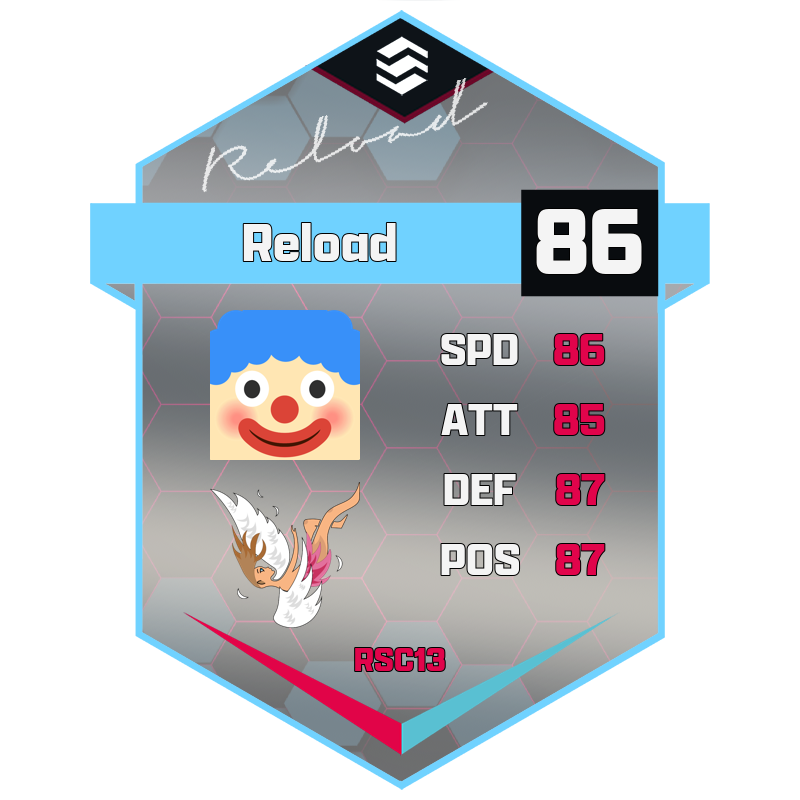 Reload
Reload 86
SPD 86
ATT 85
DEF 87
POS 87
RSC13